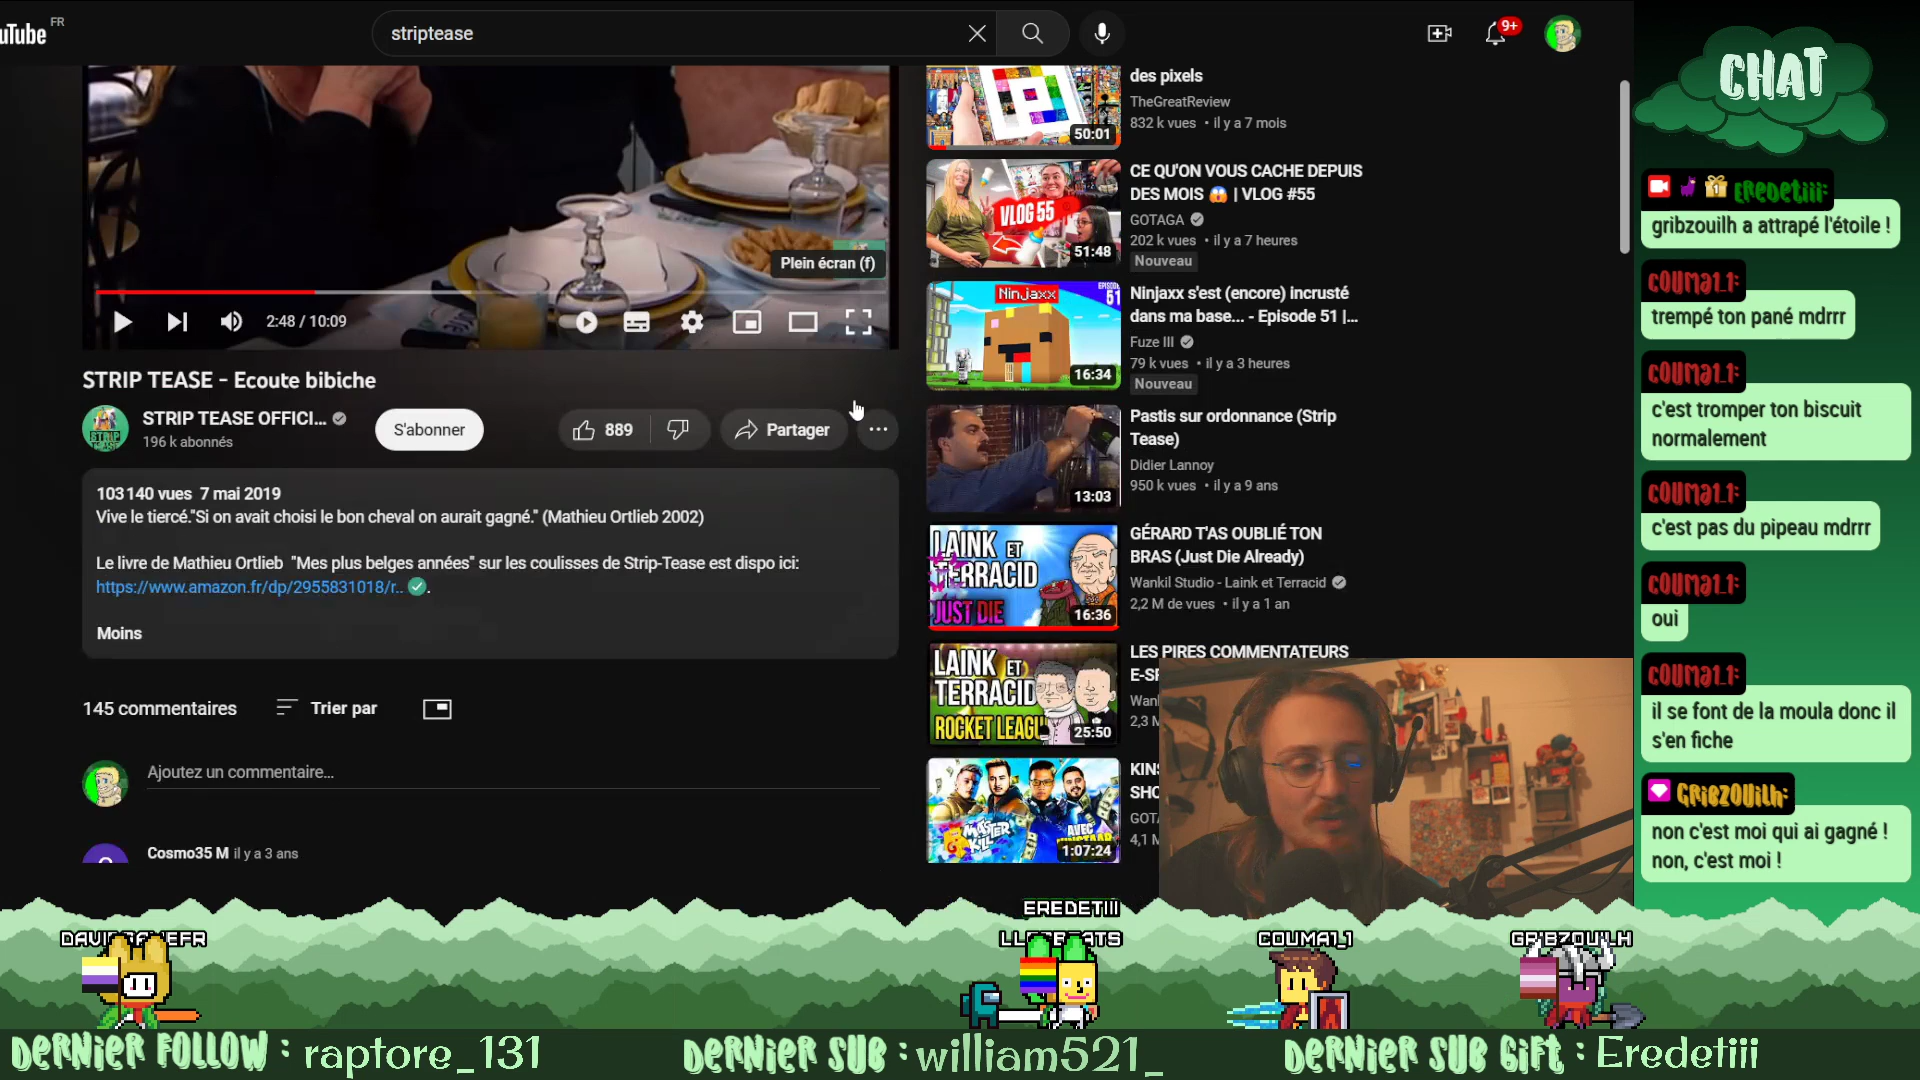 uTube FR
striptease
9+
Plein écran (f)
2:48 / 10:09
STRIP TEASE - Ecoute bibiche
STRIP TEASE
STRIP TEASE OFFICI...
196 k abonnés
S'abonner
889
Partager
103 140 vues 7 mai 2019
Vive le tiercé."Si on avait choisi le bon cheval on aurait gagné." (Mathieu Ortlieb 2002)
Le livre de Mathieu Ortlieb "Mes plus belges années" sur les coulisses de Strip-Tease est dispo ici:
https://www.amazon.fr/dp/2955831018/r.. .
Moins
145 commentaires
Trier par
Ajoutez un commentaire...
Cosmo35 M il y a 3 ans
50:01
des pixels
TheGreatReview
832 k vues • il y a 7 mois
VLOG 55
51:48
CE QU'ON VOUS CACHE DEPUIS
DES MOIS 😱 | VLOG #55
GOTAGA
202 k vues • il y a 7 heures
Nouveau
Ninjaxx
EPISODE
51
16:34
Ninjaxx s'est (encore) incrusté
dans ma base... - Episode 51 |...
Fuze III
79 k vues • il y a 3 heures
Nouveau
13:03
Pastis sur ordonnance (Strip
Tease)
Didier Lannoy
950 k vues • il y a 9 ans
LAINK ET
TERRACID
JUST DIE
16:36
GÉRARD T'AS OUBLIÉ TON
BRAS (Just Die Already)
Wankil Studio - Laink et Terracid
2,2 M de vues • il y a 1 an
LAINK ET
TERRACID
ROCKET LEAGU
25:50
LES PIRES COMMENTATEURS
E-SP
Wan
2,3 M
MASTER
KILL
AVEC
1:07:24
KINS
SHO
GOTA
4,1 M
CHAT
EREDETIII:
gribzouilh a attrapé l'étoile !
COUMA1_1:
trempé ton pané mdrrr
COUMA1_1:
c'est tromper ton biscuit
normalement
COUMA1_1:
c'est pas du pipeau mdrrr
COUMA1_1:
oui
COUMA1_1:
il se font de la moula donc il
s'en fiche
GRIBZOUILH:
non c'est moi qui ai gagné !
non, c'est moi !
EREDETIII
COUMA1_1
GRIBZOUILH
DERNIER FOLLOW : raptore_131
DERNIER SUB : william521_
DERNIER SUB GIFT : Eredetiii